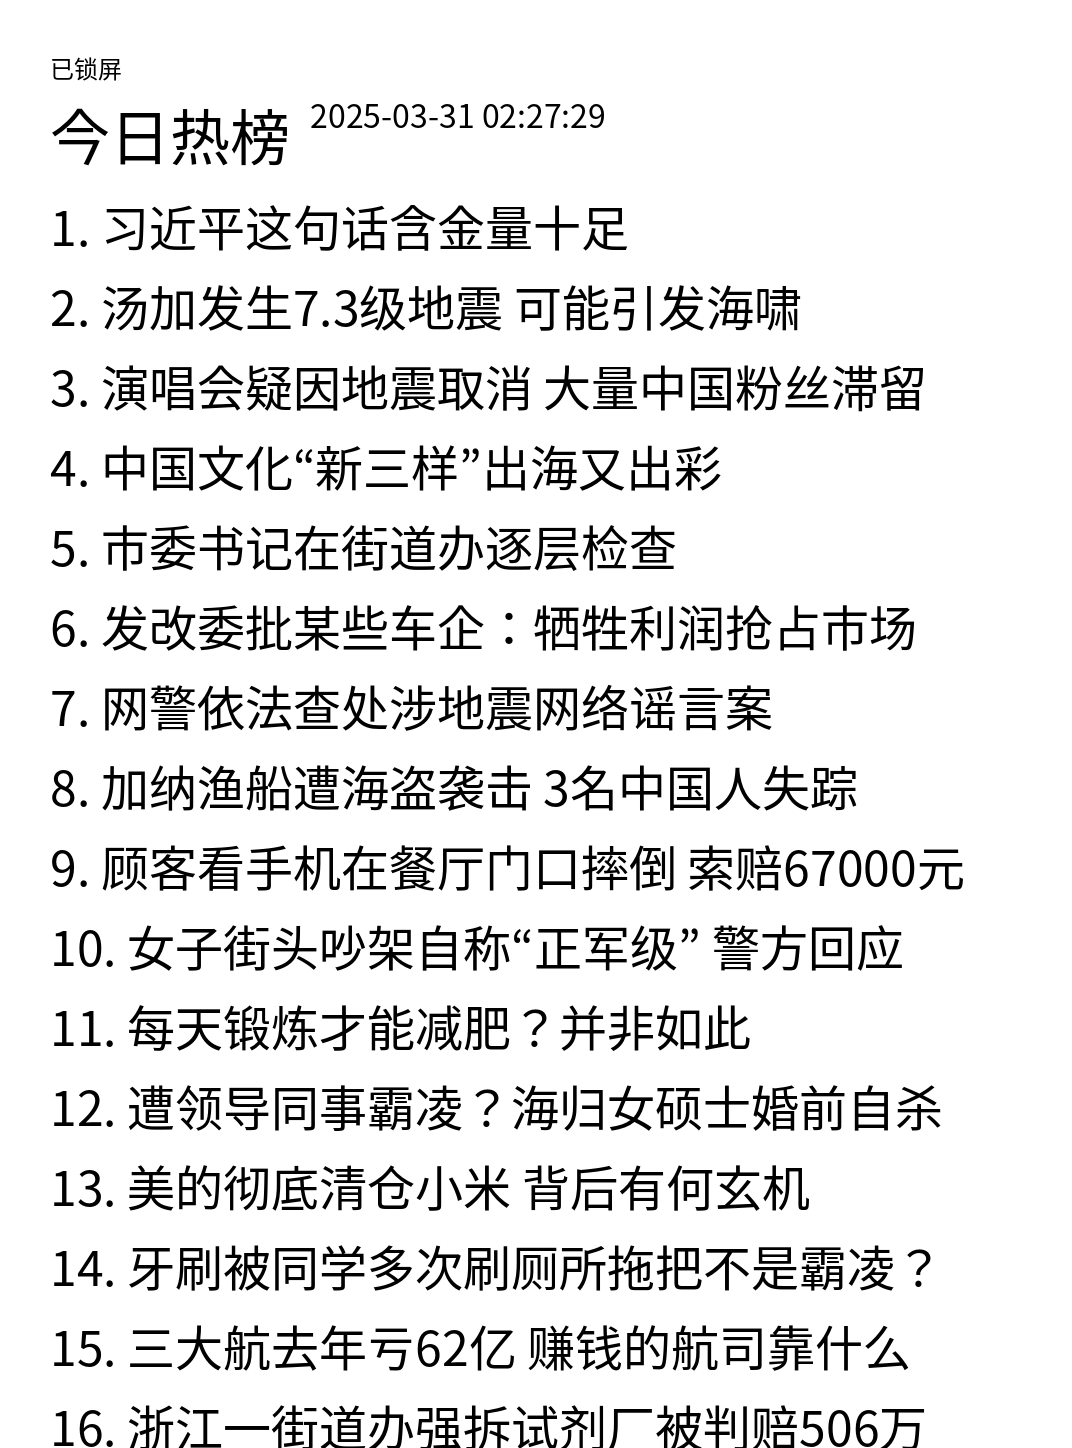 已锁屏
今日热榜 2025-03-31 02:27:29
1. 习近平这句话含金量十足
2. 汤加发生7.3级地震 可能引发海啸
3. 演唱会疑因地震取消 大量中国粉丝滞留
4. 中国文化“新三样”出海又出彩
5. 市委书记在街道办逐层检查
6. 发改委批某些车企：牺牲利润抢占市场
7. 网警依法查处涉地震网络谣言案
8. 加纳渔船遭海盗袭击 3名中国人失踪
9. 顾客看手机在餐厅门口摔倒 索赔67000元
10. 女子街头吵架自称“正军级” 警方回应
11. 每天锻炼才能减肥？并非如此
12. 遭领导同事霸凌？海归女硕士婚前自杀
13. 美的彻底清仓小米 背后有何玄机
14. 牙刷被同学多次刷厕所拖把不是霸凌？
15. 三大航去年亏62亿 赚钱的航司靠什么
16. 浙江一街道办强拆试剂厂被判赔506万